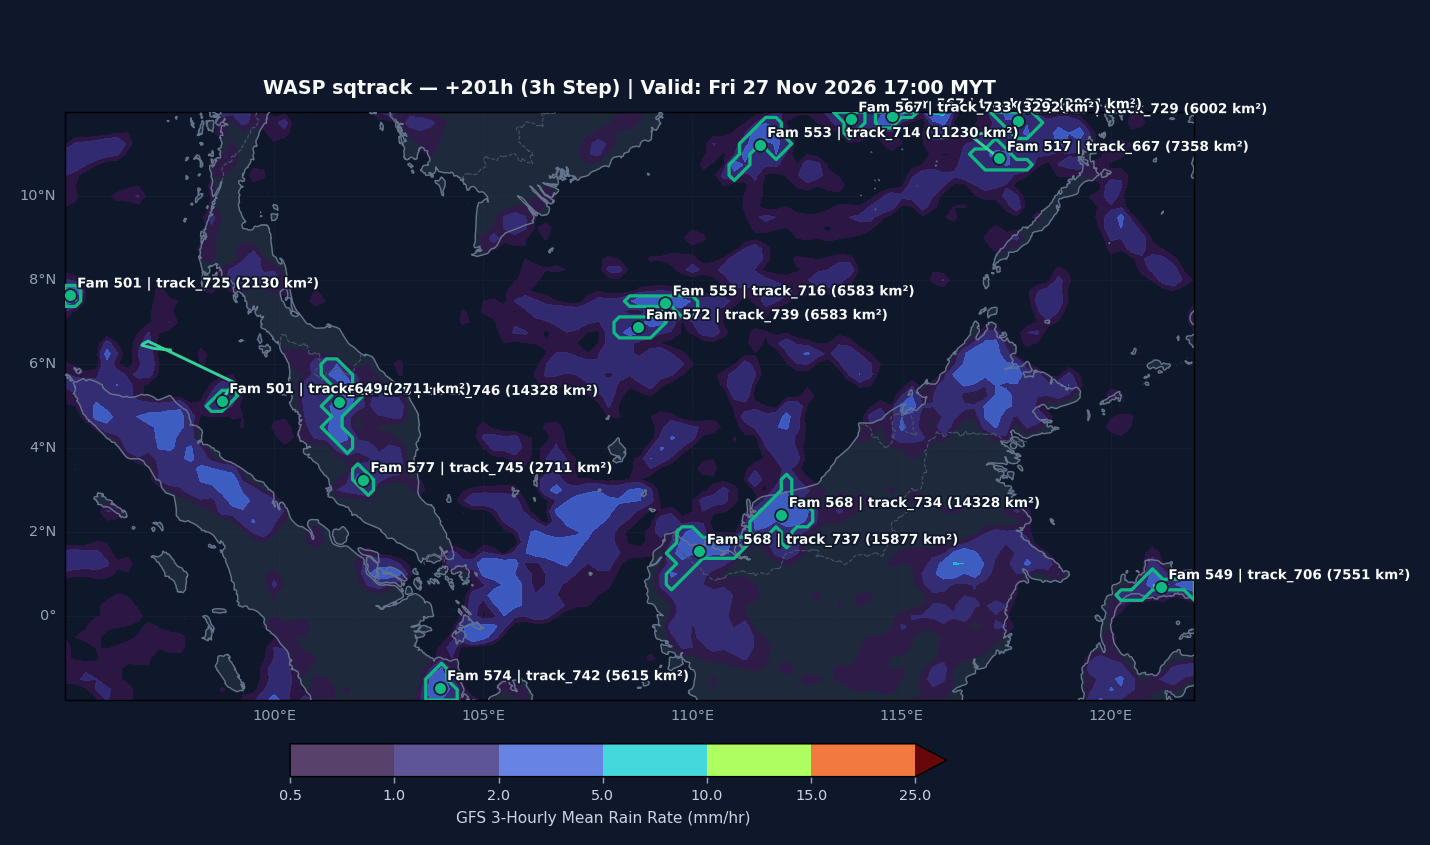 WASP sqtrack — +201h (3h Step) | Valid: Fri 27 Nov 2026 17:00 MYT
Fam 567 | track_733 (3292 km²)
729 (6002 km²)
Fam 553 | track_714 (11230 km²)
Fam 517 | track_667 (7358 km²)
10°N
8°N
Fam 501 | track_725 (2130 km²)
Fam 555 | track_716 (6583 km²)
Fam 572 | track_739 (6583 km²)
6°N
Fam 501 | track_649 (2711 km²)
746 (14328 km²)
4°N
Fam 577 | track_745 (2711 km²)
Fam 568 | track_734 (14328 km²)
2°N
Fam 568 | track_737 (15877 km²)
Fam 549 | track_706 (7551 km²)
0°
Fam 574 | track_742 (5615 km²)
100°E 105°E 110°E 115°E 120°E
0.5 1.0 2.0 5.0 10.0 15.0 25.0
GFS 3-Hourly Mean Rain Rate (mm/hr)